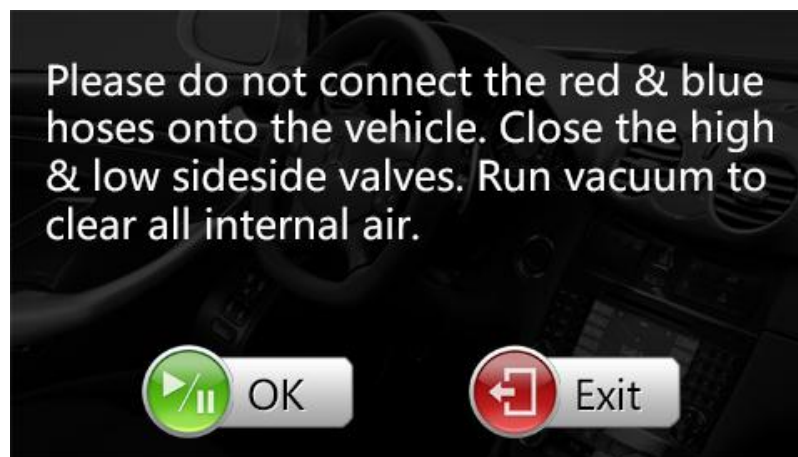 Please do not connect the red & blue
hoses onto the vehicle. Close the high
& low sideside valves. Run vacuum to
clear all internal air.
OK
Exit